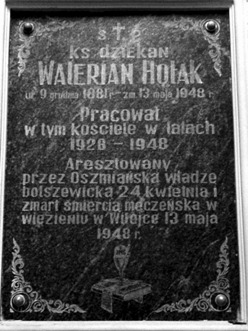 ś † p
ks dziekan
WALERIAN HOLAK
ur. 9 grudnia 1881 r – zm. 13 maja 1948 r.
Pracował
w tym kościele w latach
1926 – 1948
Aresztowany
przez Oszmiańską władzę
bolszewicką 24 kwietnia i
zmarł śmiercią męczeńską w
więzieniu w Wilejce 13 maja
1948 r.